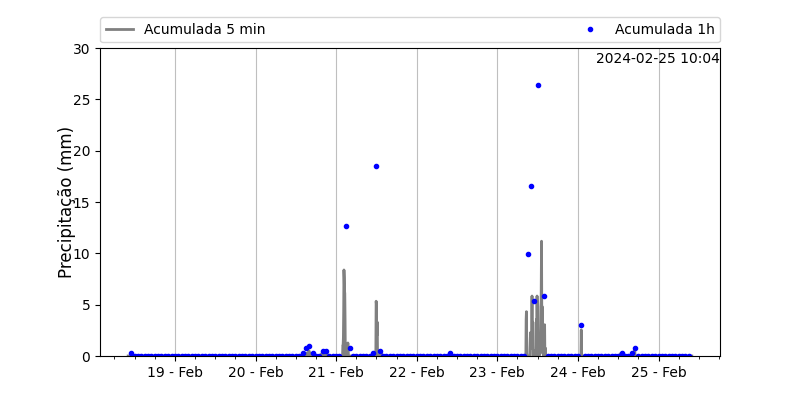 Acumulada 5 min Acumulada 1h
2024-02-25 10:04
Precipitação (mm)
30
25
20
15
10
5
0
19 - Feb 20 - Feb 21 - Feb 22 - Feb 23 - Feb 24 - Feb 25 - Feb